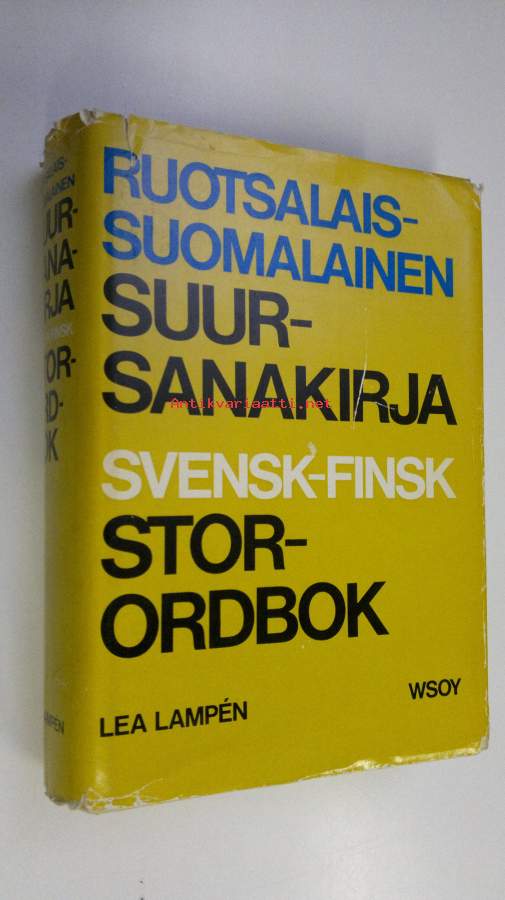 RUOTSALAIS-
SUOMALAINEN
SUUR-
SANAKIRJA
Antikvariaatti.net
SVENSK-FINSK
STOR-
ORDBOK
LEA LAMPÉN
WSOY